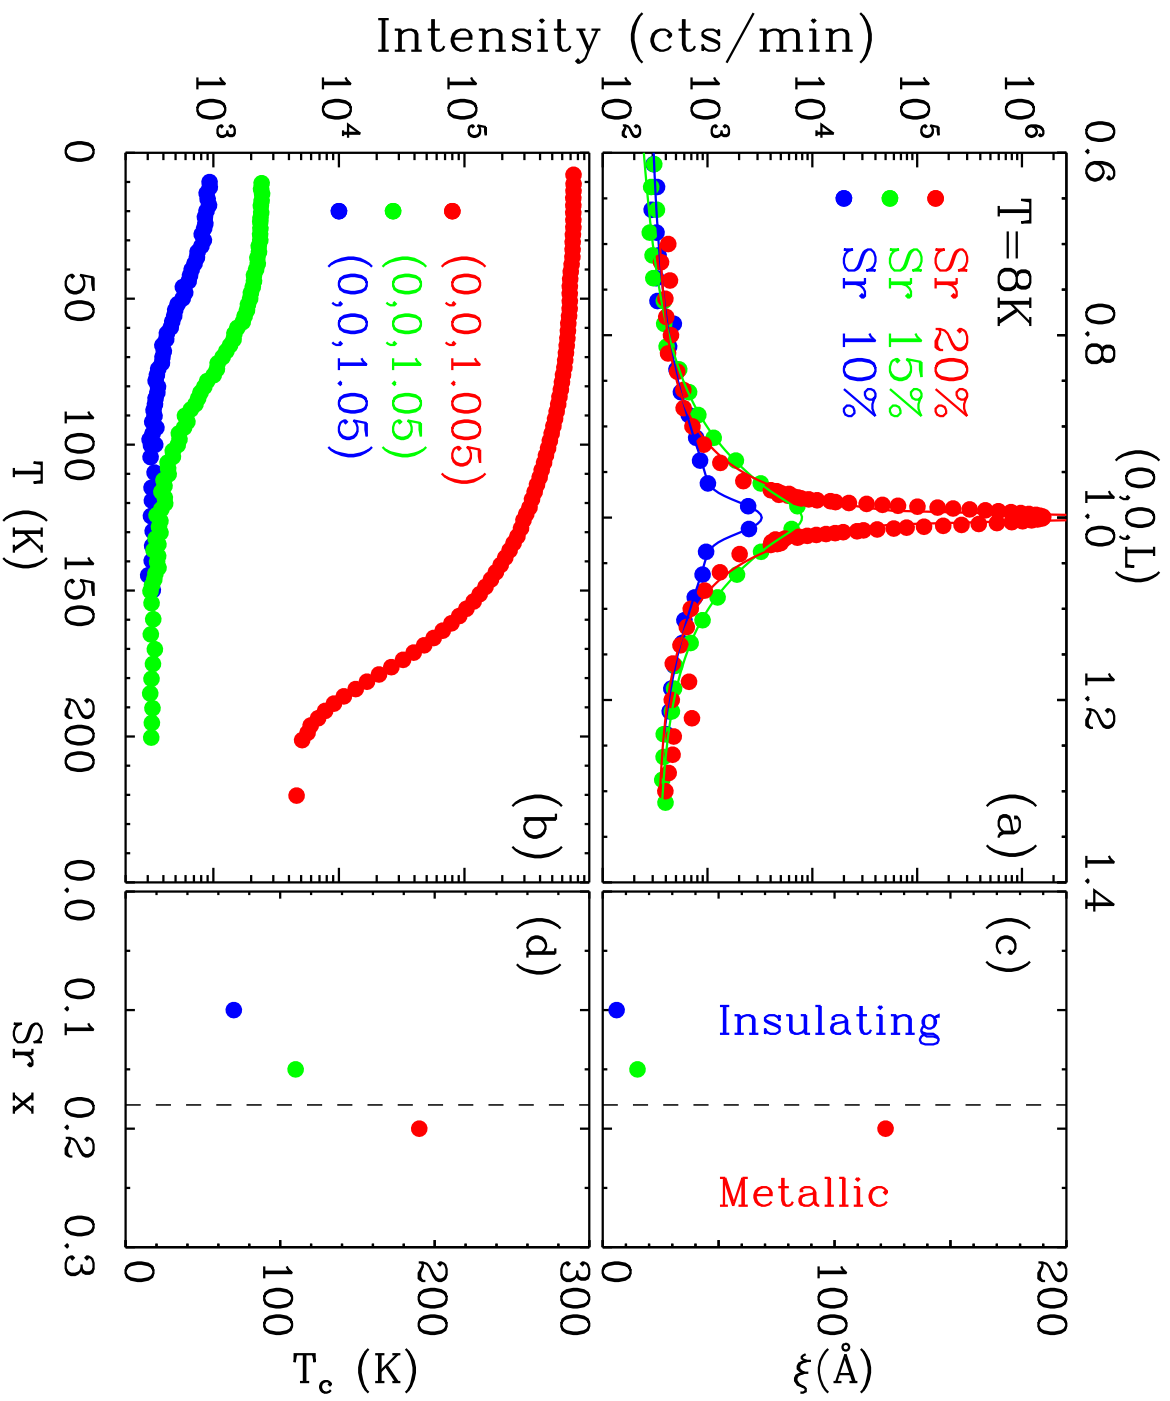 (0,0,L)
0.6 0.8 1.0 1.2 1.4
Intensity (cts/min)
10² 10³ 10⁴ 10⁵ 10⁶
T=8K
Sr 20%
Sr 15%
Sr 10%
(a)
(c)
Insulating
Metallic
0 100 200
ξ(Å)
10³ 10⁴ 10⁵
(0,0,1.005)
(0,0,1.05)
(0,0,1.05)
(b)
(d)
0 100 200 300
T_c (K)
0 50 100 150 200
T (K)
0.0 0.1 0.2 0.3
Sr x